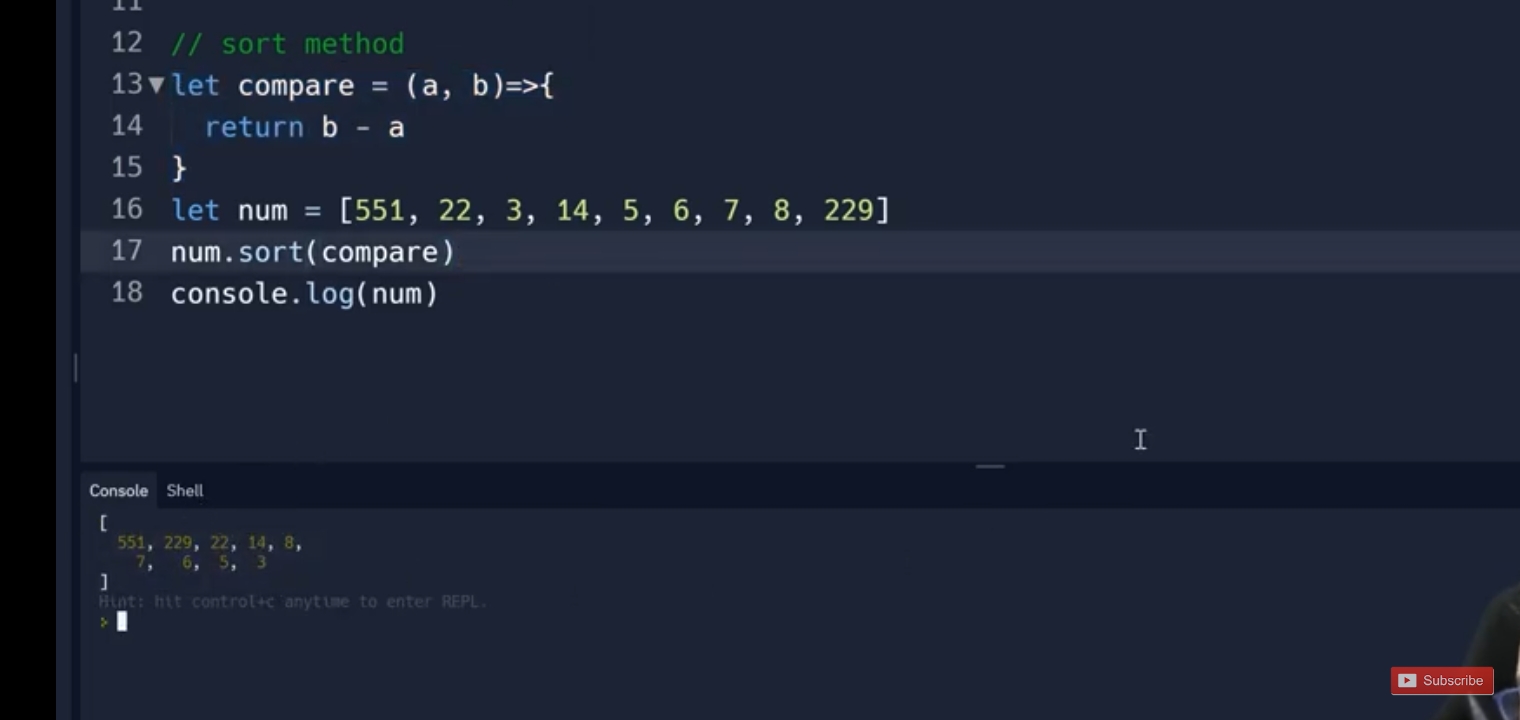 11
12 // sort method
13 let compare = (a, b)=>{
14 return b - a
15 }
16 let num = [551, 22, 3, 14, 5, 6, 7, 8, 229]
17 num.sort(compare)
18 console.log(num)
Console Shell
[
551, 229, 22, 14, 8,
7, 6, 5, 3
]
Hint: hit control+c anytime to enter REPL.
>
Subscribe